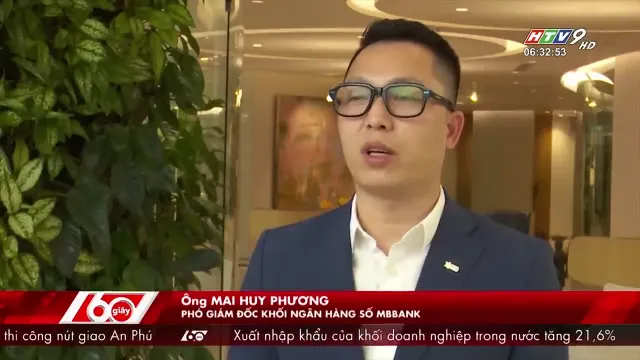 HTV9 HD
06:32:53
Ông MAI HUY PHƯƠNG
60 giây
PHÓ GIÁM ĐỐC KHỐI NGÂN HÀNG SỐ MBBANK
thi công nút giao An Phú 60s Xuất nhập khẩu của khối doanh nghiệp trong nước tăng 21,6%